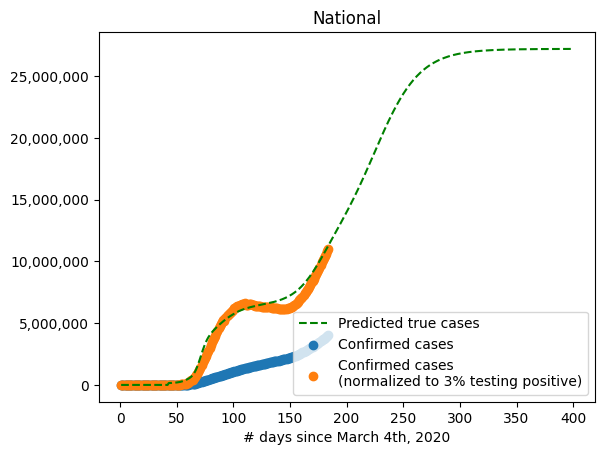 National
25,000,000
20,000,000
15,000,000
10,000,000
5,000,000
0
Predicted true cases
Confirmed cases
Confirmed cases
(normalized to 3% testing positive)
0 50 100 150 200 250 300 350 400
# days since March 4th, 2020